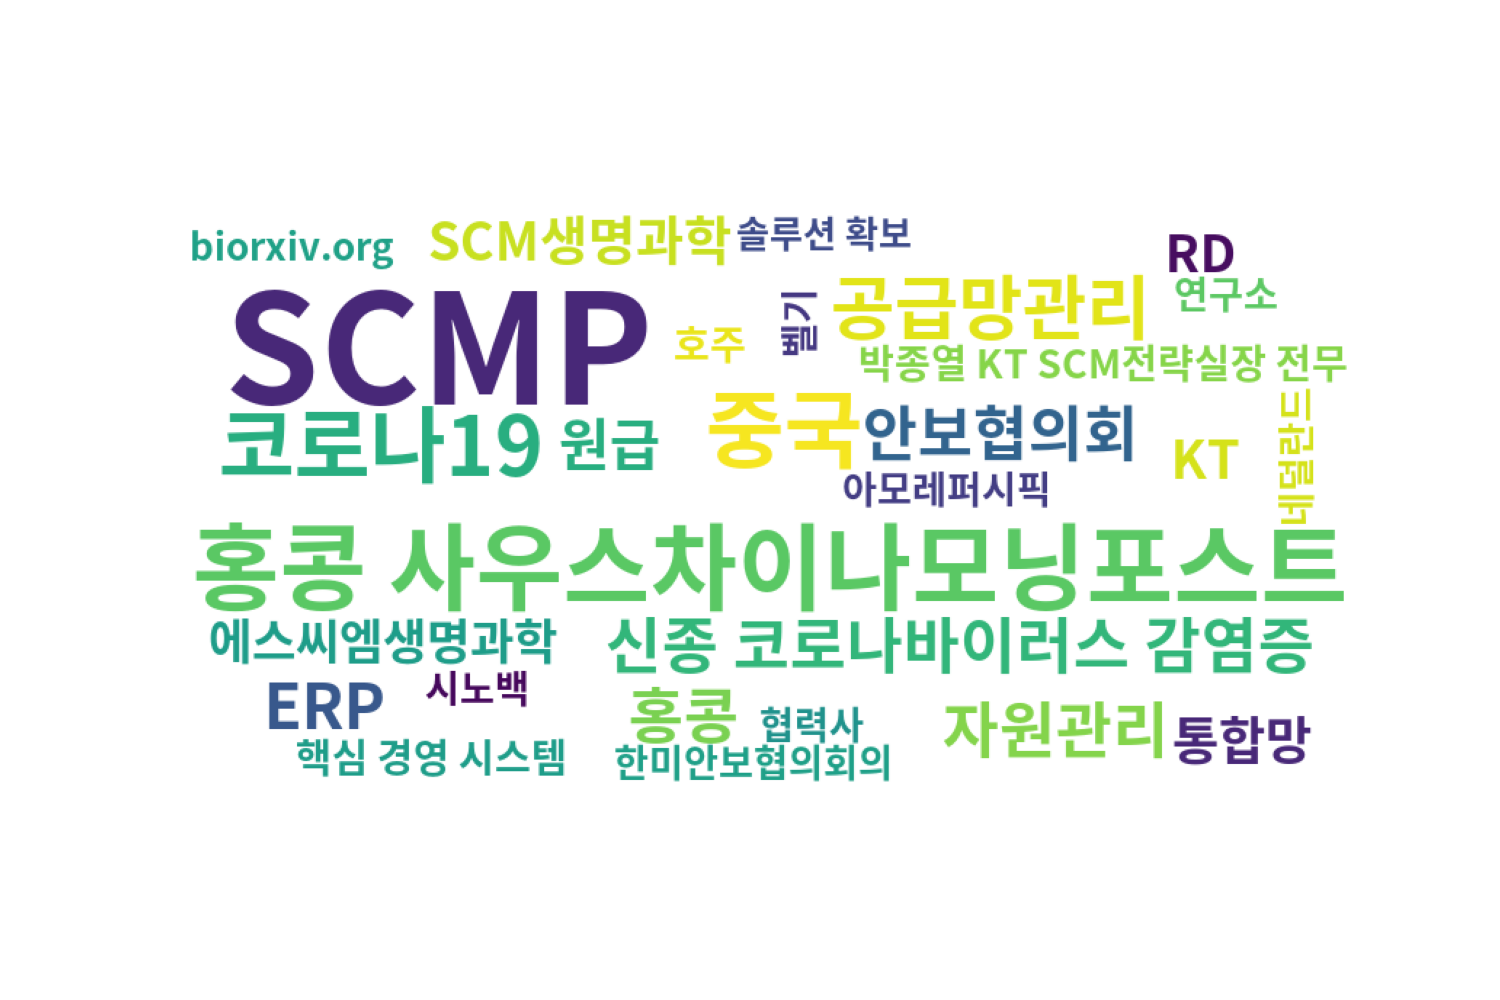 biorxiv.org
SCM생명과학
솔루션 확보
RD
SCMP
호주
벨기
공급망관리
연구소
박종열 KT SCM전략실장 전무
코로나19
원급
중국
안보협의회
KT
네덜란드
아모레퍼시픽
홍콩 사우스차이나모닝포스트
에스씨엠생명과학
신종 코로나바이러스 감염증
ERP
시노백
홍콩
협력사
자원관리
통합망
핵심 경영 시스템
한미안보협의회의